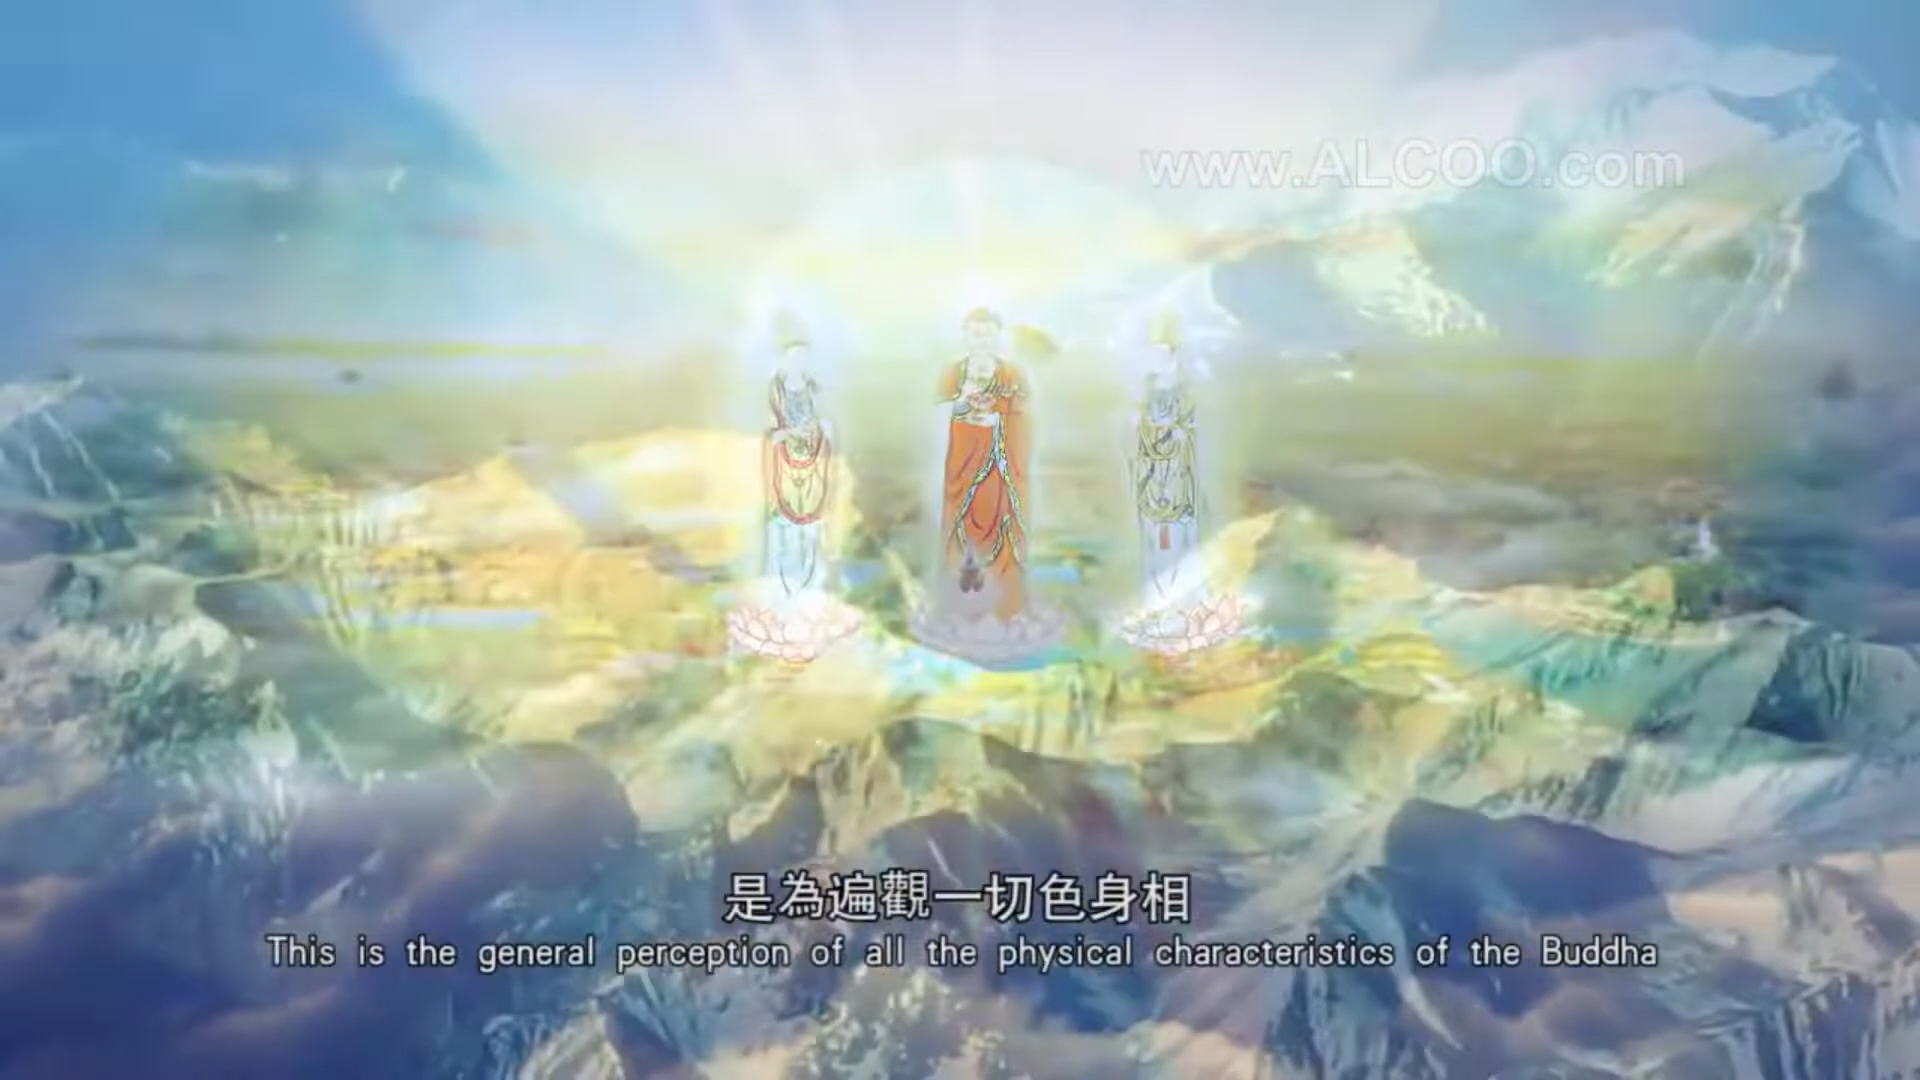 www.ALCOO.com
是為遍觀一切色身相
This is the general perception of all the physical characteristics of the Buddha